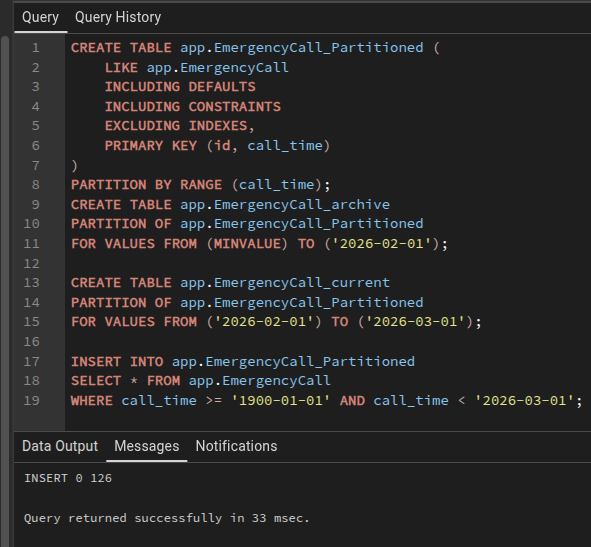 Query Query History
1 CREATE TABLE app.EmergencyCall_Partitioned (
2 LIKE app.EmergencyCall
3 INCLUDING DEFAULTS
4 INCLUDING CONSTRAINTS
5 EXCLUDING INDEXES,
6 PRIMARY KEY (id, call_time)
7 )
8 PARTITION BY RANGE (call_time);
9 CREATE TABLE app.EmergencyCall_archive
10 PARTITION OF app.EmergencyCall_Partitioned
11 FOR VALUES FROM (MINVALUE) TO ('2026-02-01');
12
13 CREATE TABLE app.EmergencyCall_current
14 PARTITION OF app.EmergencyCall_Partitioned
15 FOR VALUES FROM ('2026-02-01') TO ('2026-03-01');
16
17 INSERT INTO app.EmergencyCall_Partitioned
18 SELECT * FROM app.EmergencyCall
19 WHERE call_time >= '1900-01-01' AND call_time < '2026-03-01';
Data Output Messages Notifications
INSERT 0 126
Query returned successfully in 33 msec.